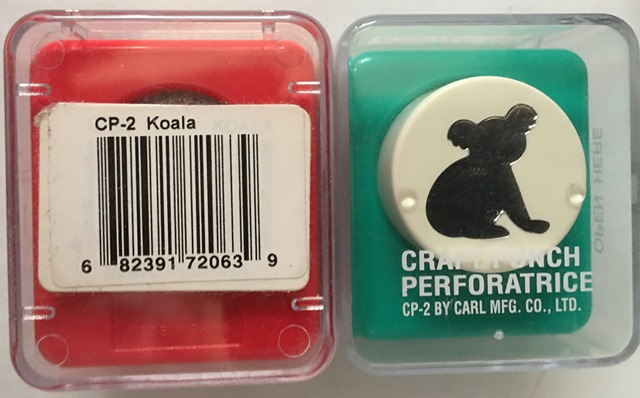 CP-2 Koala
6 82391 72063 9
CRAFT PUNCH
PERFORATRICE
CP-2 BY CARL MFG. CO., LTD.
OPEN HERE